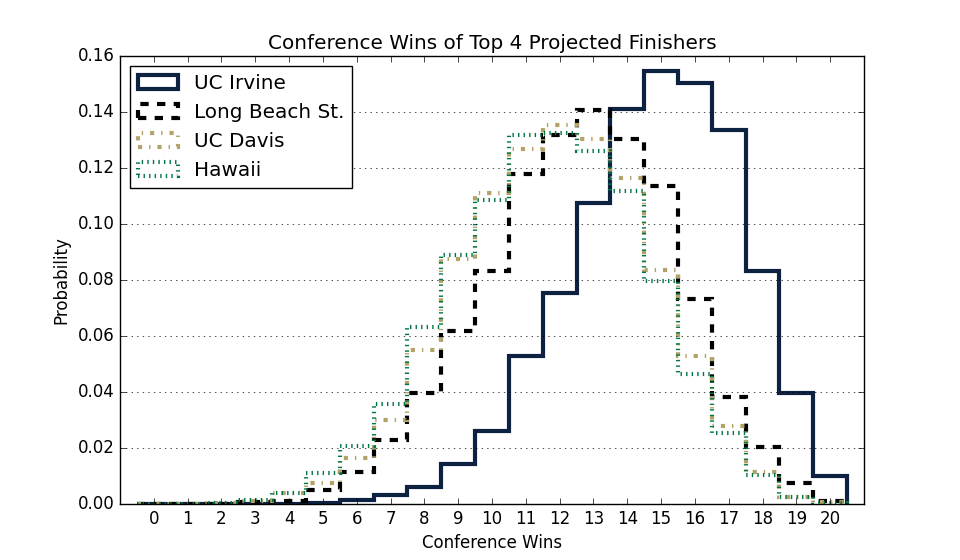 Conference Wins of Top 4 Projected Finishers
0.16
0.14
0.12
0.10
0.08
0.06
0.04
0.02
0.00
Probability
UC Irvine
Long Beach St.
UC Davis
Hawaii
0 1 2 3 4 5 6 7 8 9 10 11 12 13 14 15 16 17 18 19 20
Conference Wins